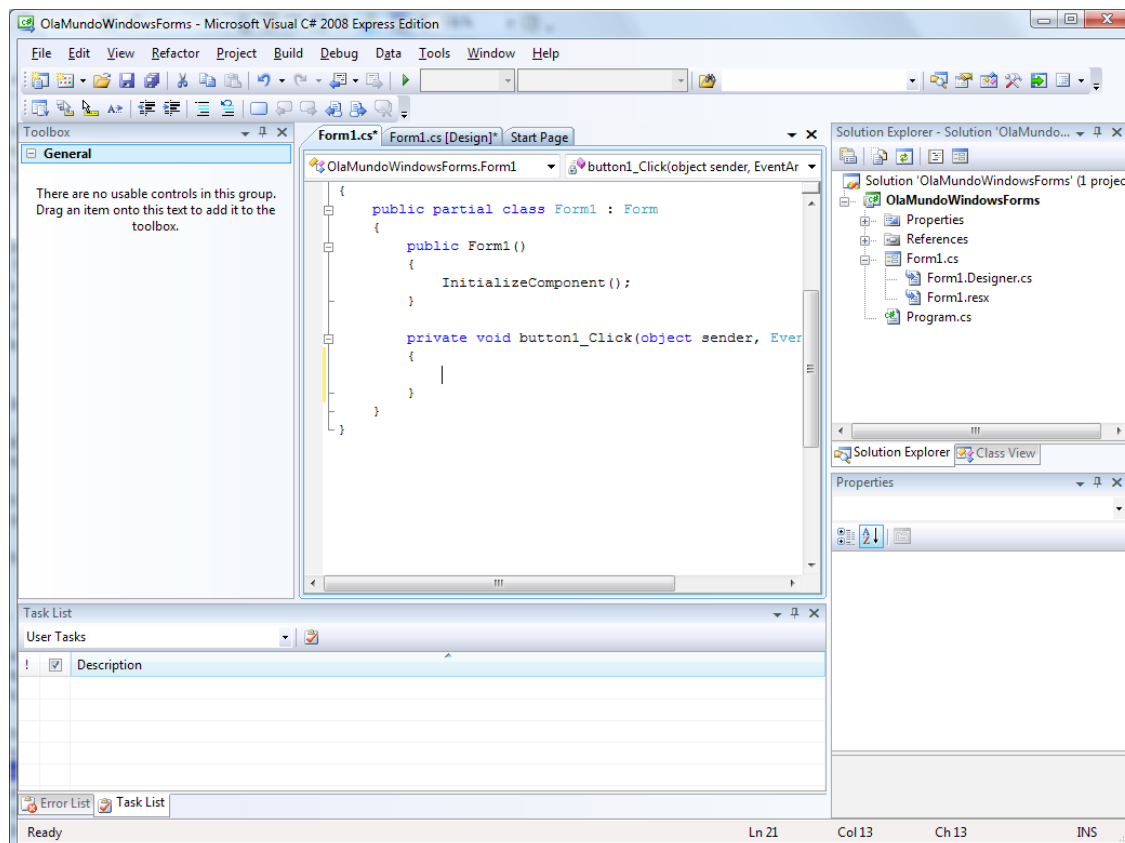 OlaMundoWindowsForms - Microsoft Visual C# 2008 Express Edition
File Edit View Refactor Project Build Debug Data Tools Window Help
Toolbox
General
There are no usable controls in this group.
Drag an item onto this text to add it to the
toolbox.
Form1.cs* Form1.cs [Design]* Start Page
OlaMundoWindowsForms.Form1 button1_Click(object sender, EventAr
{
public partial class Form1 : Form
{
public Form1()
{
InitializeComponent();
}
private void button1_Click(object sender, Ever
{
}
}
}
Solution Explorer - Solution 'OlaMundo...
Solution 'OlaMundoWindowsForms' (1 projec
OlaMundoWindowsForms
Properties
References
Form1.cs
Form1.Designer.cs
Form1.resx
Program.cs
Solution Explorer Class View
Properties
Task List
User Tasks
! Description
Error List Task List
Ready Ln 21 Col 13 Ch 13 INS